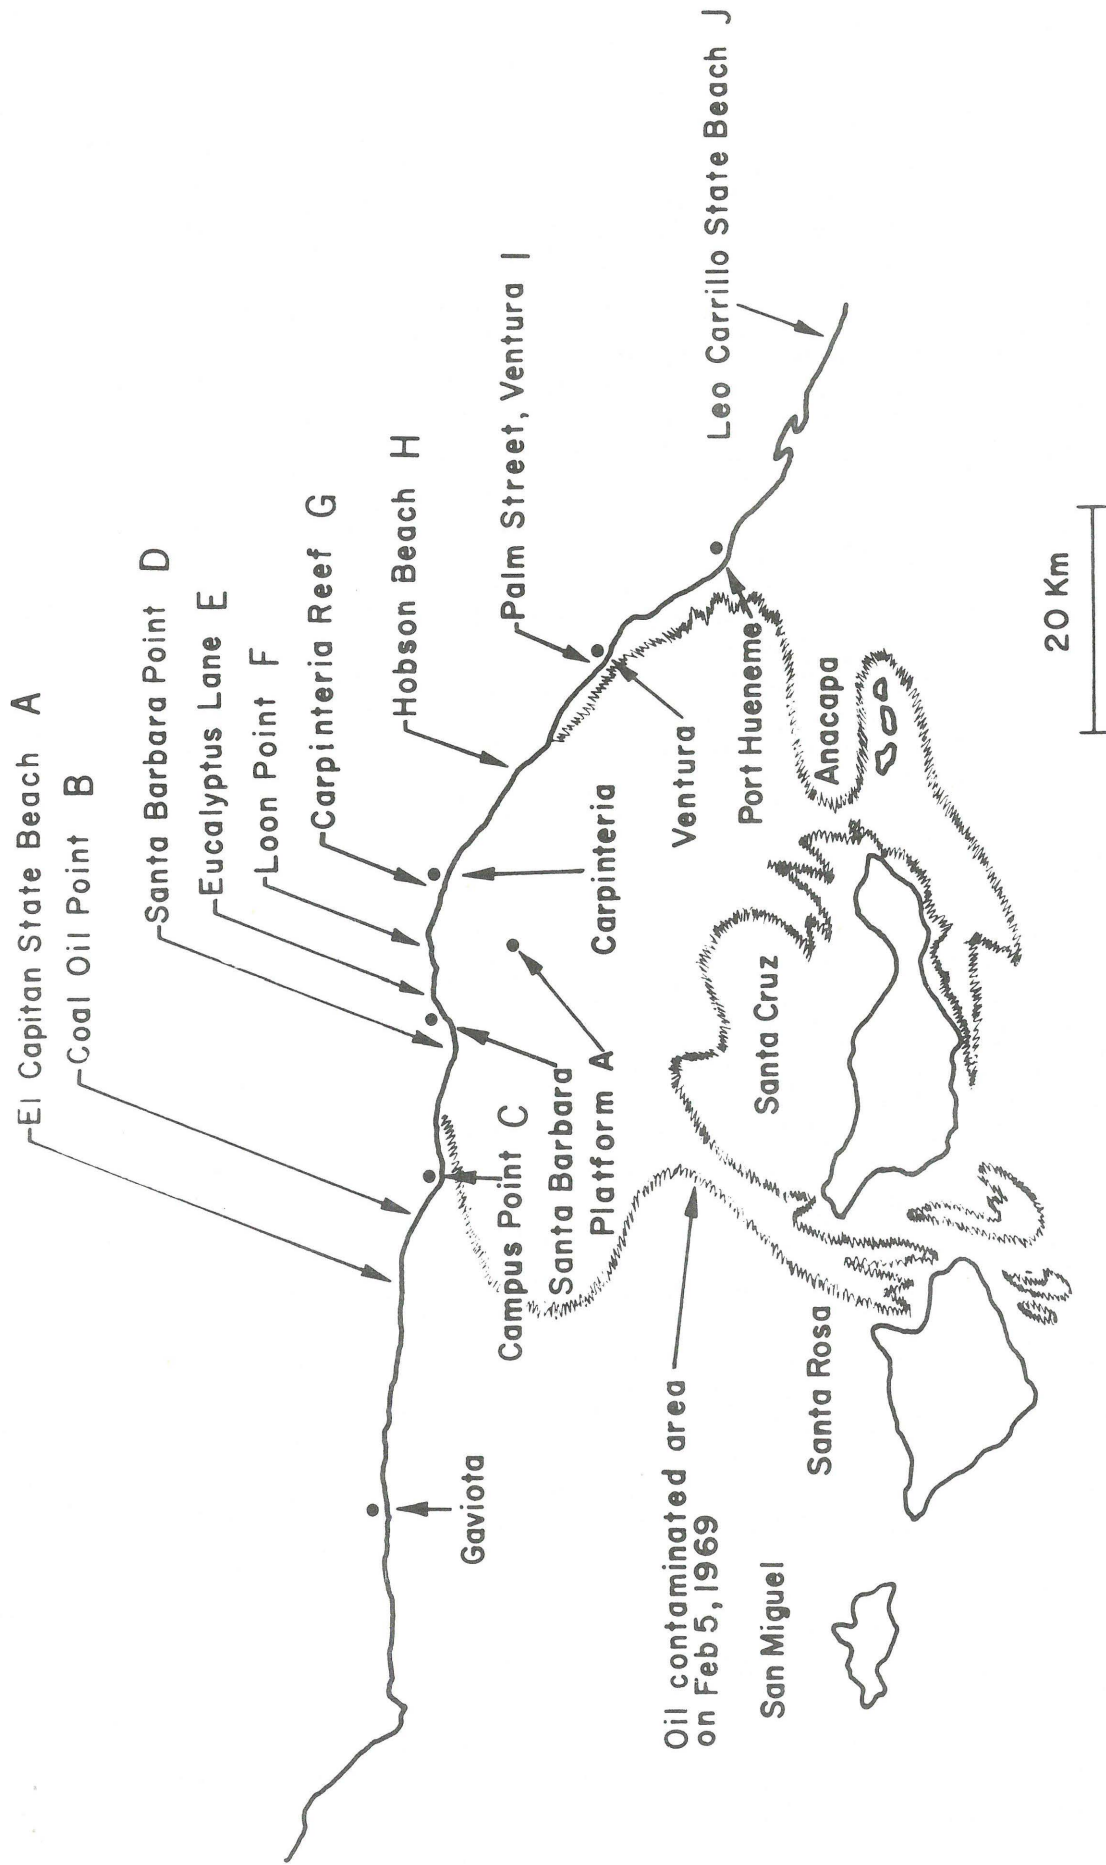 El Capitan State Beach A
Coal Oil Point B
Santa Barbara Point D
Eucalyptus Lane E
Loon Point F
Carpinteria Reef G
Hobson Beach H
Palm Street, Ventura I
Leo Carrillo State Beach J
Gaviota
Campus Point C
Santa Barbara
Platform A
Carpinteria
Ventura
Port Hueneme
Anacapa
Santa Cruz
Oil contaminated area
on Feb 5, 1969
San Miguel
Santa Rosa
20 Km